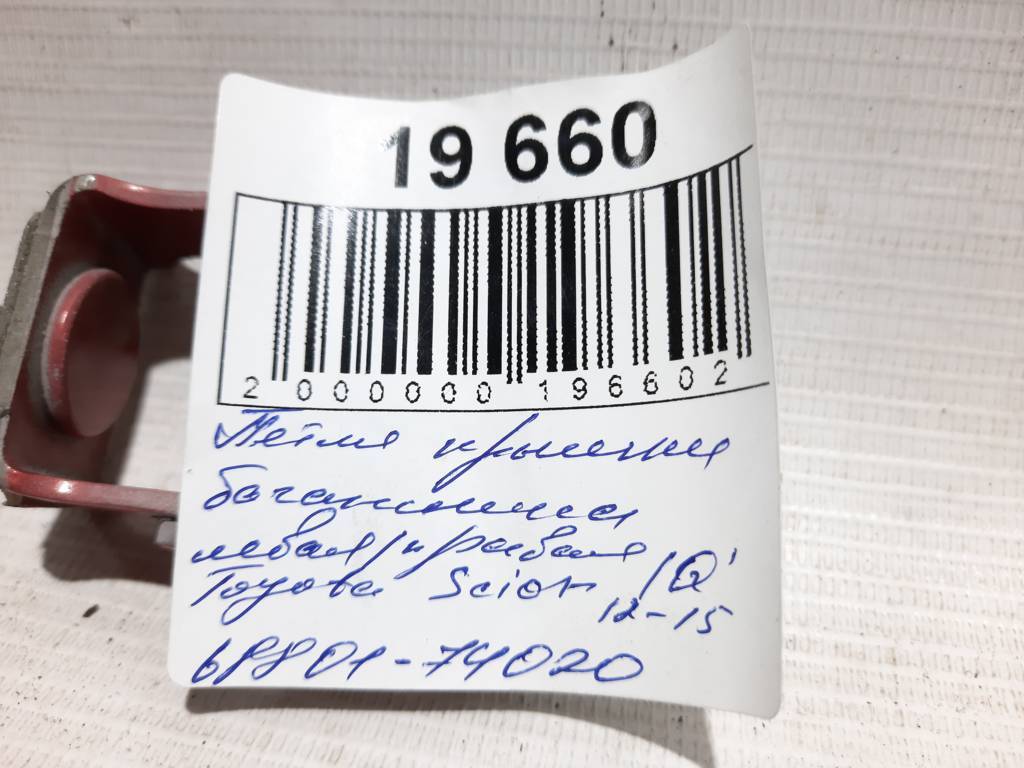 19 660
2 000000 196602
Петля крышки
багажника
левая/правая
Toyota Scion IQ'
12-15
68801-74020